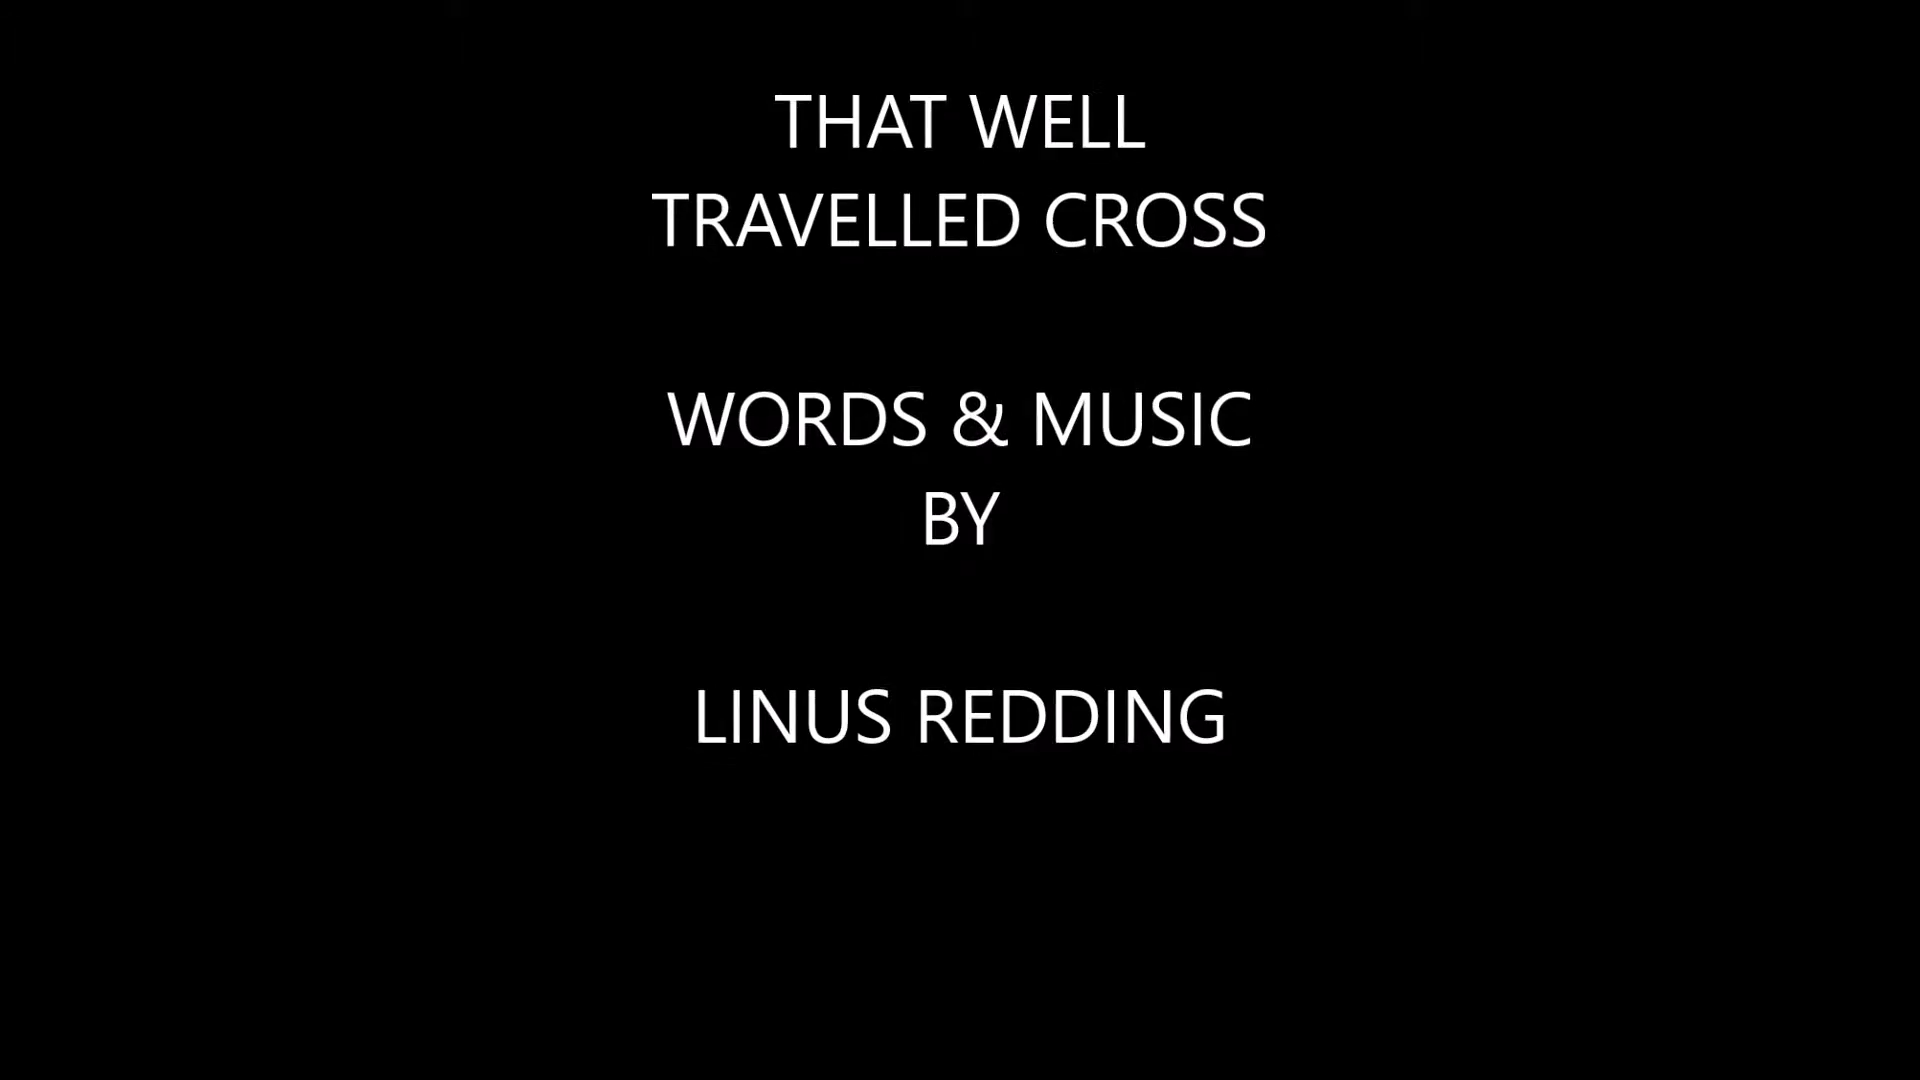 THAT WELL
TRAVELLED CROSS
WORDS & MUSIC
BY
LINUS REDDING